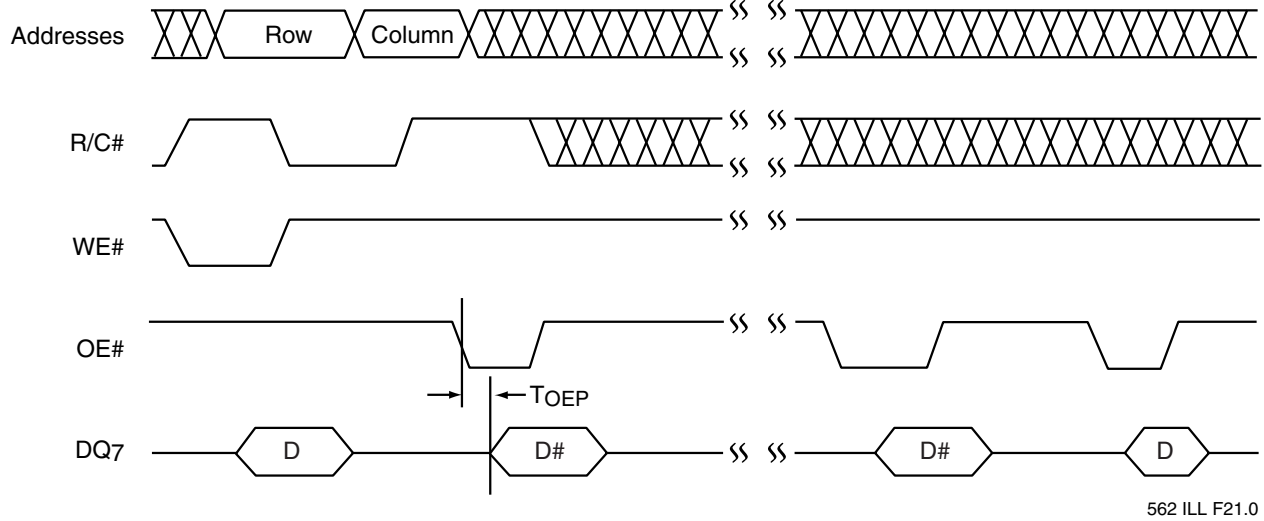 Addresses Row Column
R/C#
WE#
OE#
TOEP
DQ7 D D# D# D
562 ILL F21.0